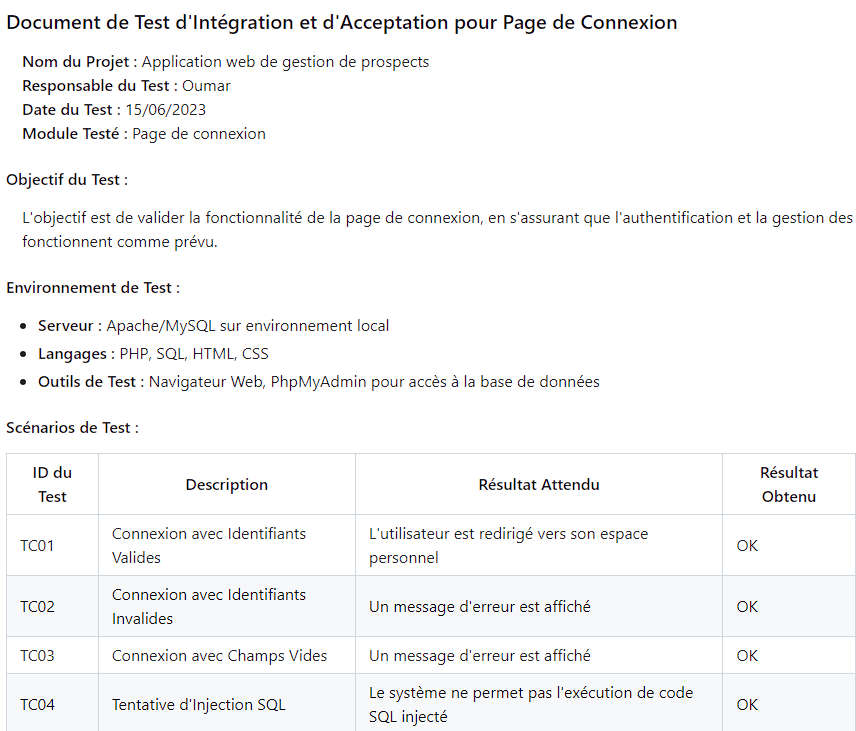 Document de Test d'Intégration et d'Acceptation pour Page de Connexion
Nom du Projet : Application web de gestion de prospects
Responsable du Test : Oumar
Date du Test : 15/06/2023
Module Testé : Page de connexion
Objectif du Test :
L'objectif est de valider la fonctionnalité de la page de connexion, en s'assurant que l'authentification et la gestion des
fonctionnent comme prévu.
Environnement de Test :
Serveur : Apache/MySQL sur environnement local
Langages : PHP, SQL, HTML, CSS
Outils de Test : Navigateur Web, PhpMyAdmin pour accès à la base de données
Scénarios de Test :
ID du
Test
Description
Résultat Attendu
Résultat
Obtenu
TC01
Connexion avec Identifiants
Valides
L'utilisateur est redirigé vers son espace
personnel
OK
TC02
Connexion avec Identifiants
Invalides
Un message d'erreur est affiché
OK
TC03
Connexion avec Champs Vides
Un message d'erreur est affiché
OK
TC04
Tentative d'Injection SQL
Le système ne permet pas l'exécution de code
SQL injecté
OK